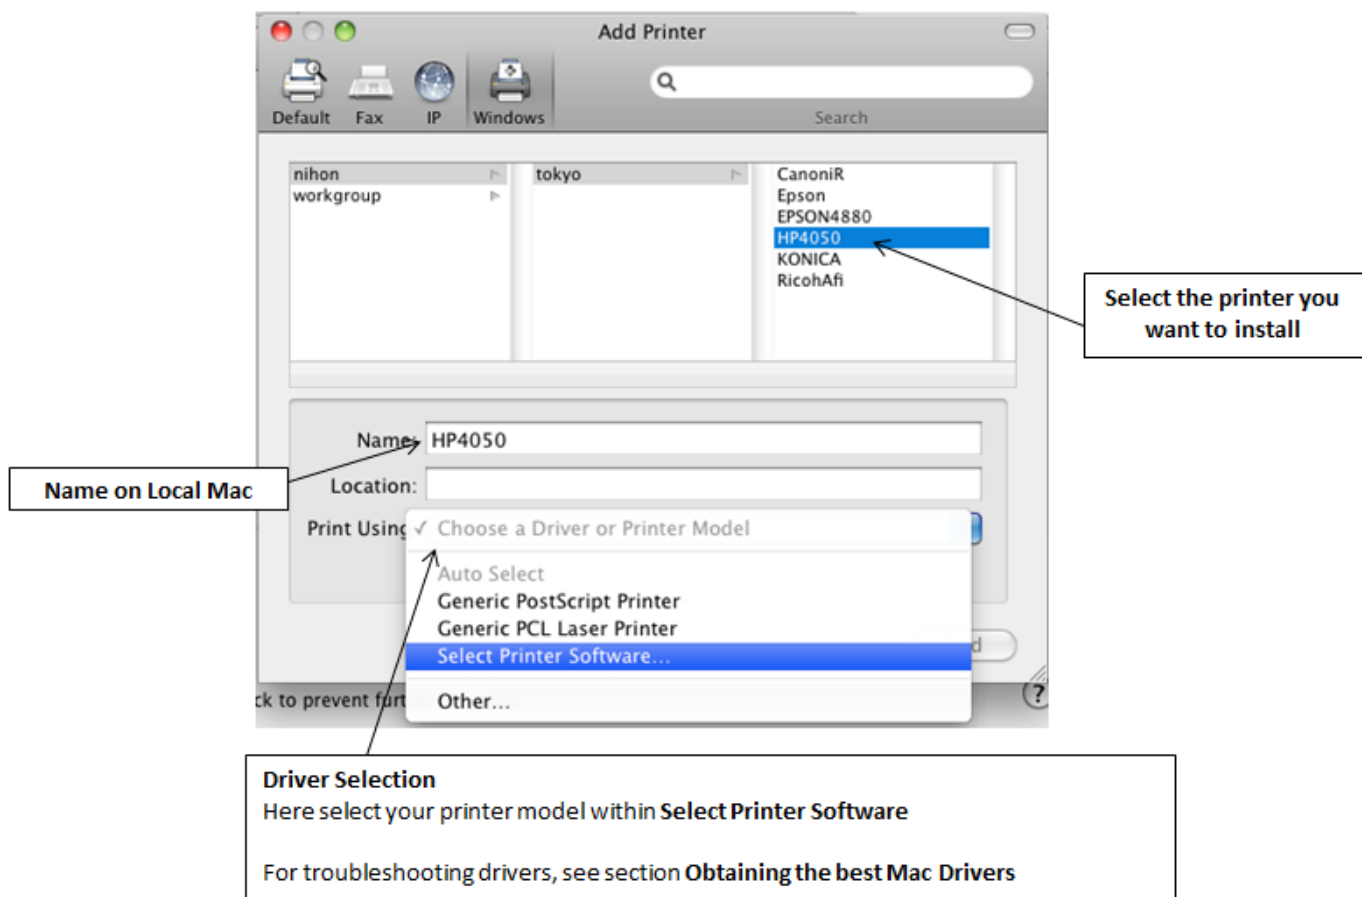 Add Printer
Default Fax IP Windows
Search
nihon
workgroup
tokyo
CanoniR
Epson
EPSON4880
HP4050
KONICA
RicohAfi
Select the printer you
want to install
Name: HP4050
Name on Local Mac
Location:
Print Using ✓ Choose a Driver or Printer Model
Auto Select
Generic PostScript Printer
Generic PCL Laser Printer
Select Printer Software...
d
ck to prevent furt
Other...
?
Driver Selection
Here select your printer model within Select Printer Software
For troubleshooting drivers, see section Obtaining the best Mac Drivers